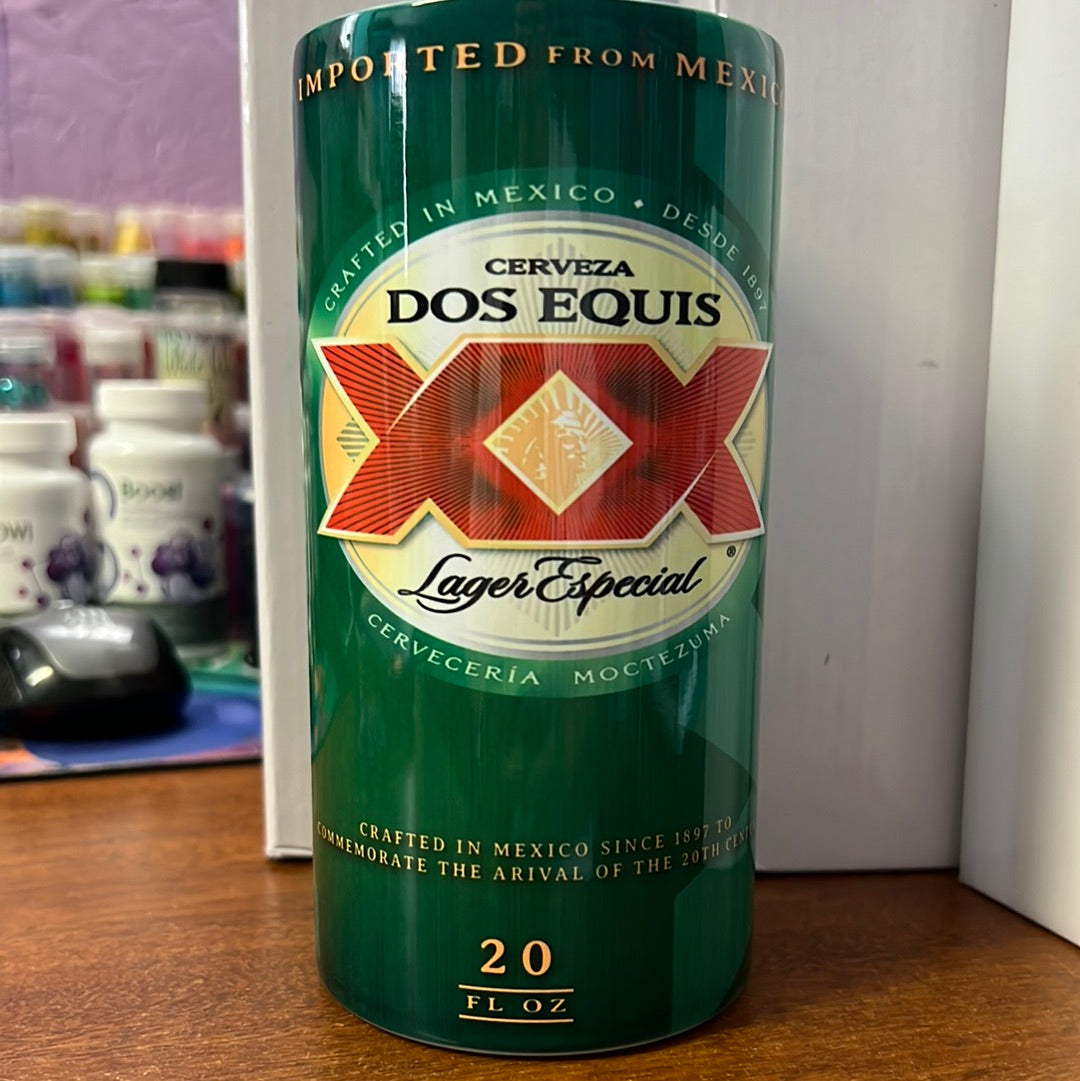 IMPORTED FROM MEXIC
CRAFTED IN MEXICO • DESDE 1897
CERVEZA
DOS EQUIS
XX
Lager Especial
®
CERVECERÍA MOCTEZUMA
CRAFTED IN MEXICO SINCE 1897 TO
COMMEMORATE THE ARIVAL OF THE 20TH CENT
20
FL OZ